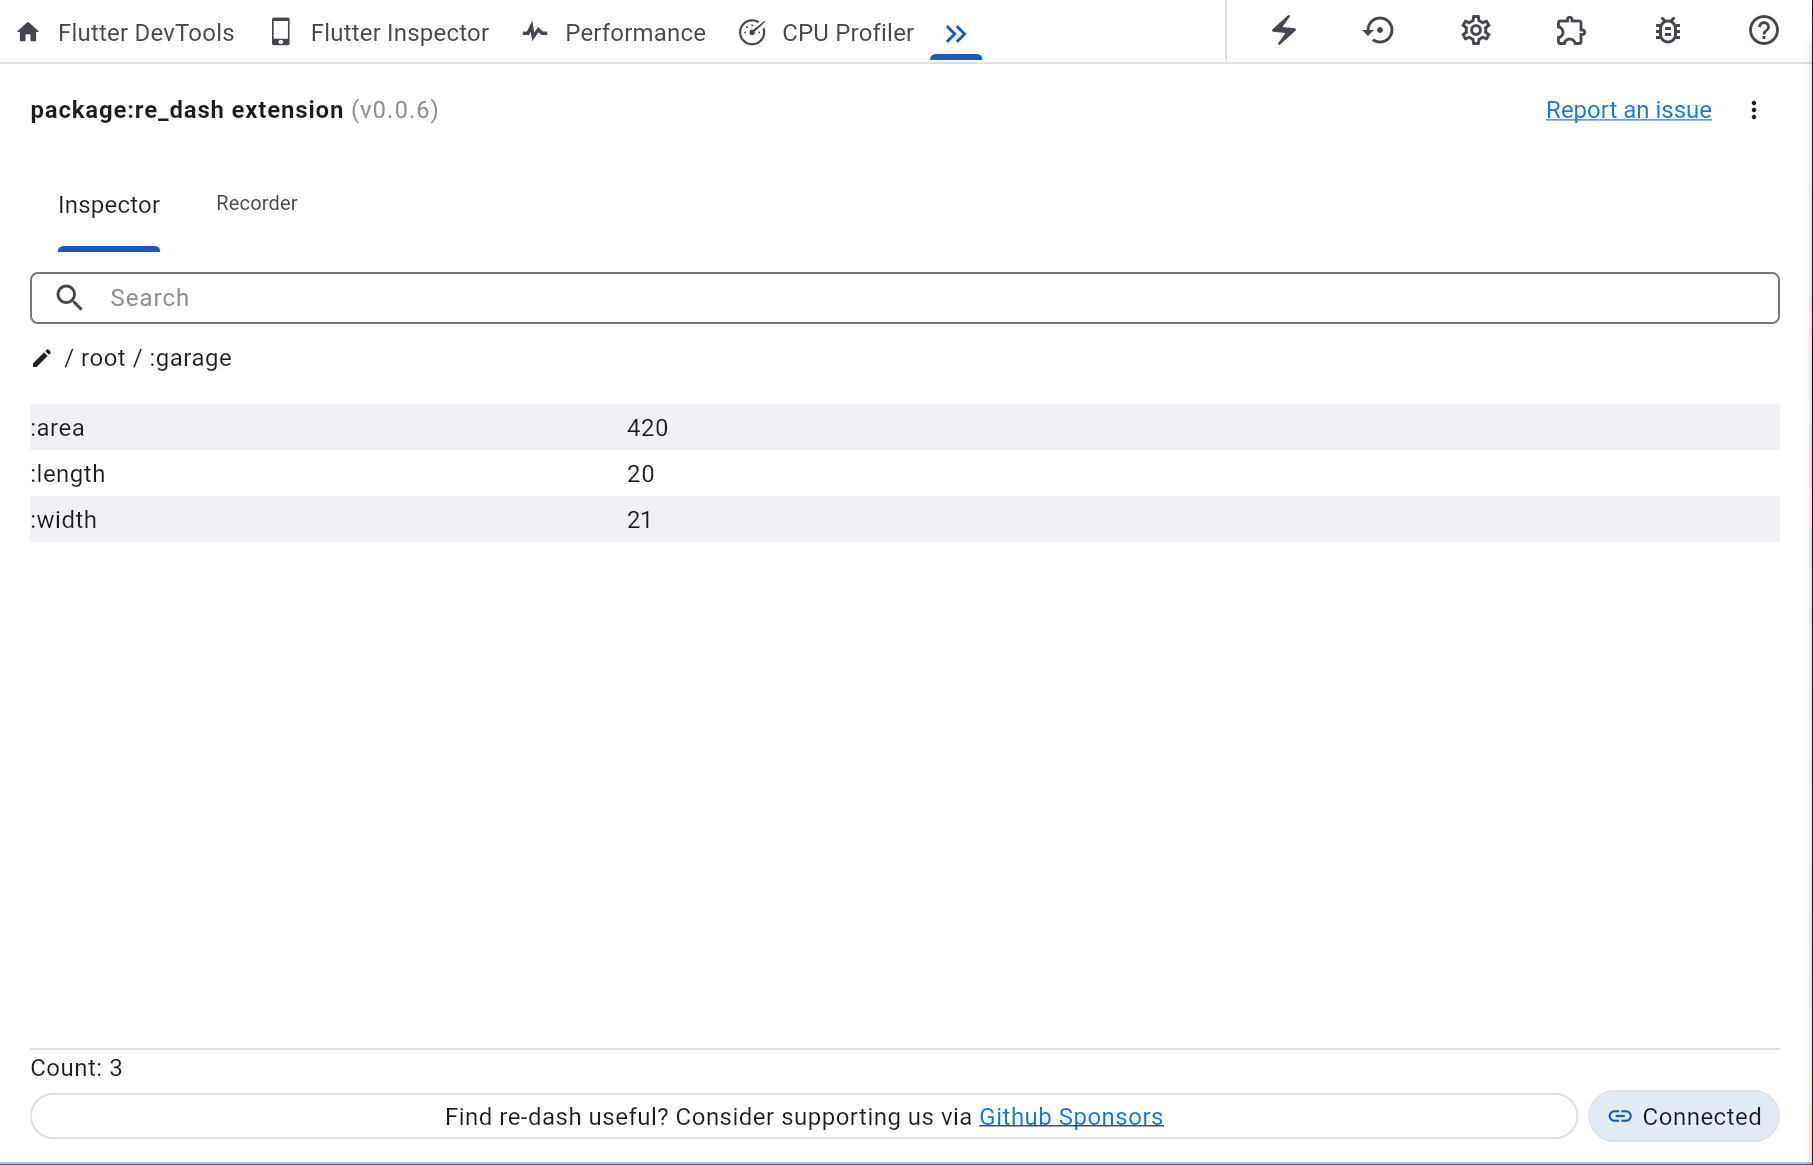 Flutter DevTools Flutter Inspector Performance CPU Profiler
package:re_dash extension (v0.0.6) Report an issue
Inspector Recorder
Search
/ root / :garage
:area 420
:length 20
:width 21
Count: 3
Find re-dash useful? Consider supporting us via Github Sponsors Connected